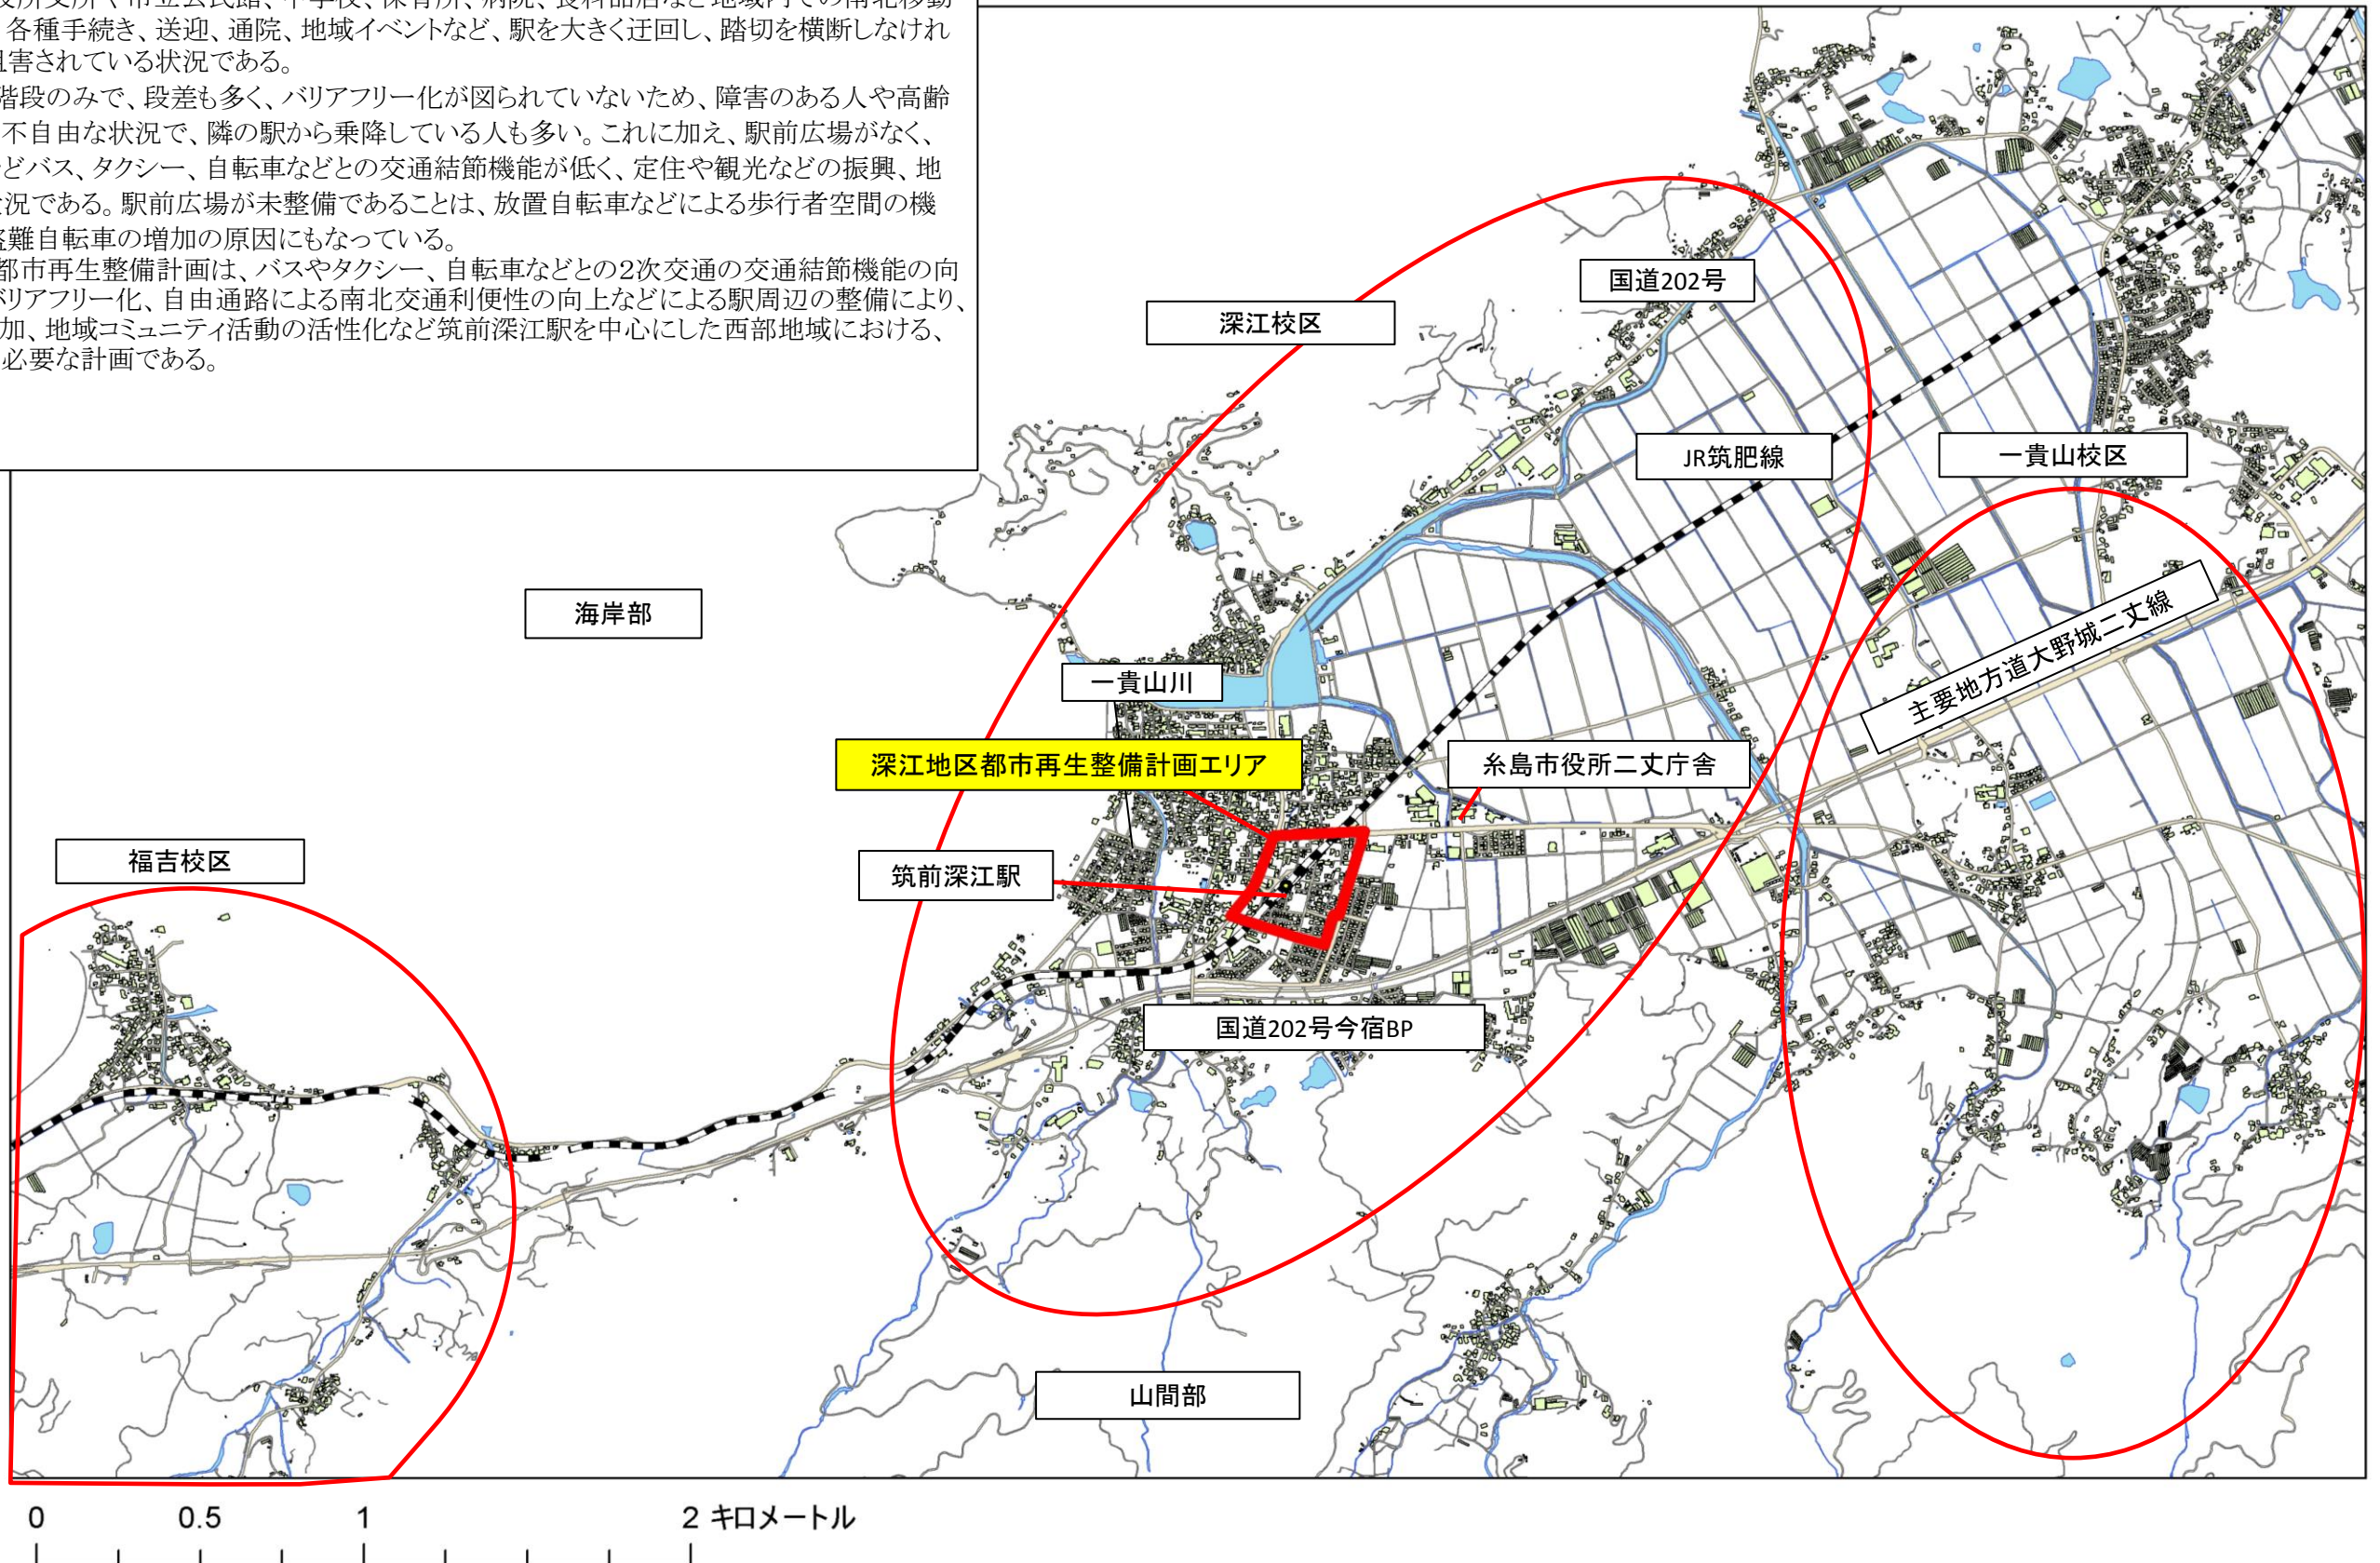 各種手続き、送迎、通院、地域イベントなど、駅を大きく迂回し、踏切を横断しなけれ
阻害されている状況である。
階段のみで、段差も多く、バリアフリー化が図られていないため、障害のある人や高齢
不自由な状況で、隣の駅から乗降している人も多い。これに加え、駅前広場がなく、
どバス、タクシー、自転車などとの交通結節機能が低く、定住や観光などの振興、地
況である。駅前広場が未整備であることは、放置自転車などによる歩行者空間の機
盗難自転車の増加の原因にもなっている。
都市再生整備計画は、バスやタクシー、自転車などとの2次交通の交通結節機能の向
バリアフリー化、自由通路による南北交通利便性の向上などによる駅周辺の整備により、
加、地域コミュニティ活動の活性化など筑前深江駅を中心にした西部地域における、
必要な計画である。
国道202号
深江校区
JR筑肥線
一貴山校区
海岸部
主要地方道大野城二丈線
一貴山川
深江地区都市再生整備計画エリア
糸島市役所二丈庁舎
福吉校区
筑前深江駅
国道202号今宿BP
山間部
0 0.5 1 2 キロメートル